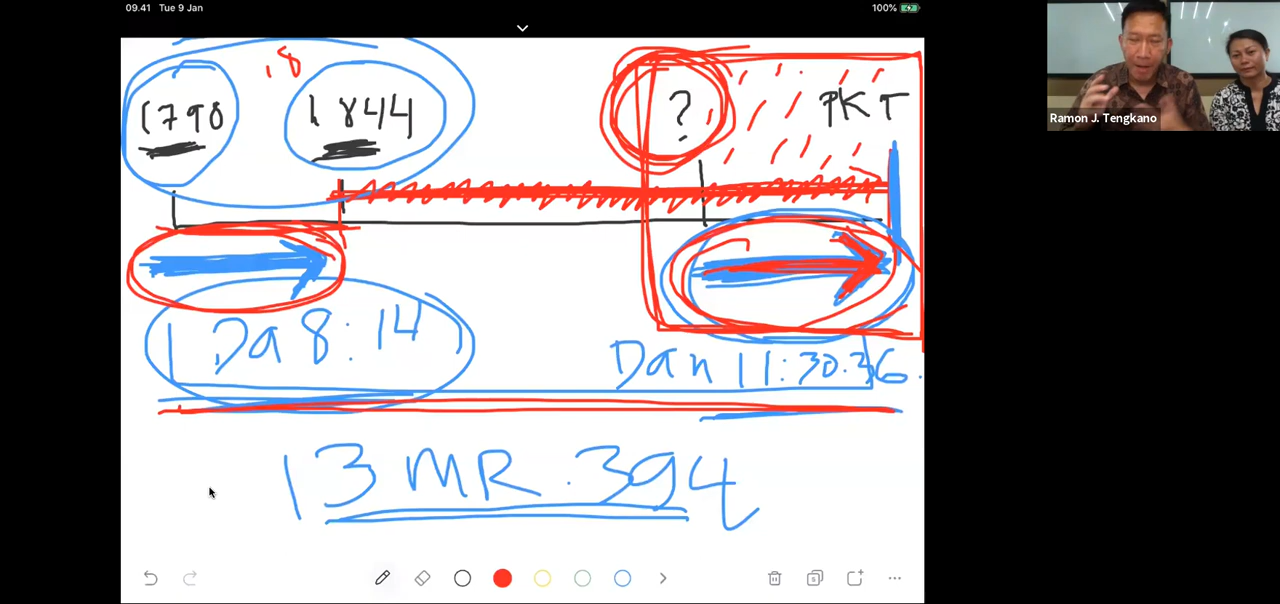 09.41 Tue 9 Jan
100%
1798 1844 ? PKT
18
Ramon J. Tengkano
Da 8:14
Dan 11:30.36.
13 MR.394